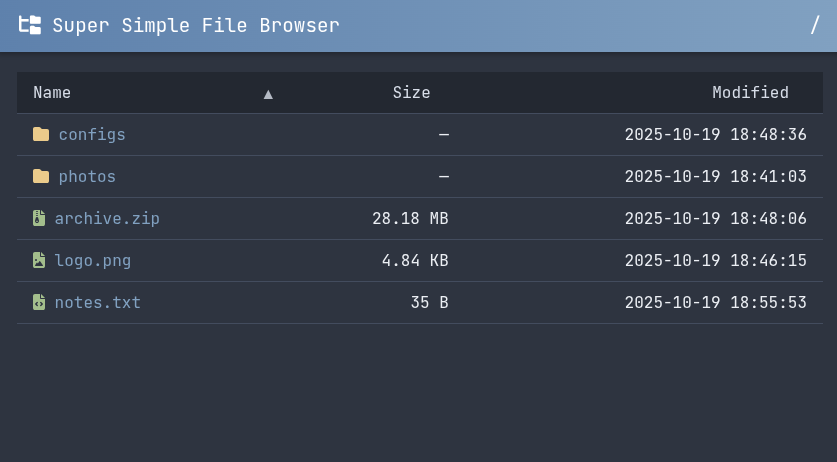 Super Simple File Browser /
Name ▲ Size Modified
configs — 2025-10-19 18:48:36
photos — 2025-10-19 18:41:03
archive.zip 28.18 MB 2025-10-19 18:48:06
logo.png 4.84 KB 2025-10-19 18:46:15
notes.txt 35 B 2025-10-19 18:55:53